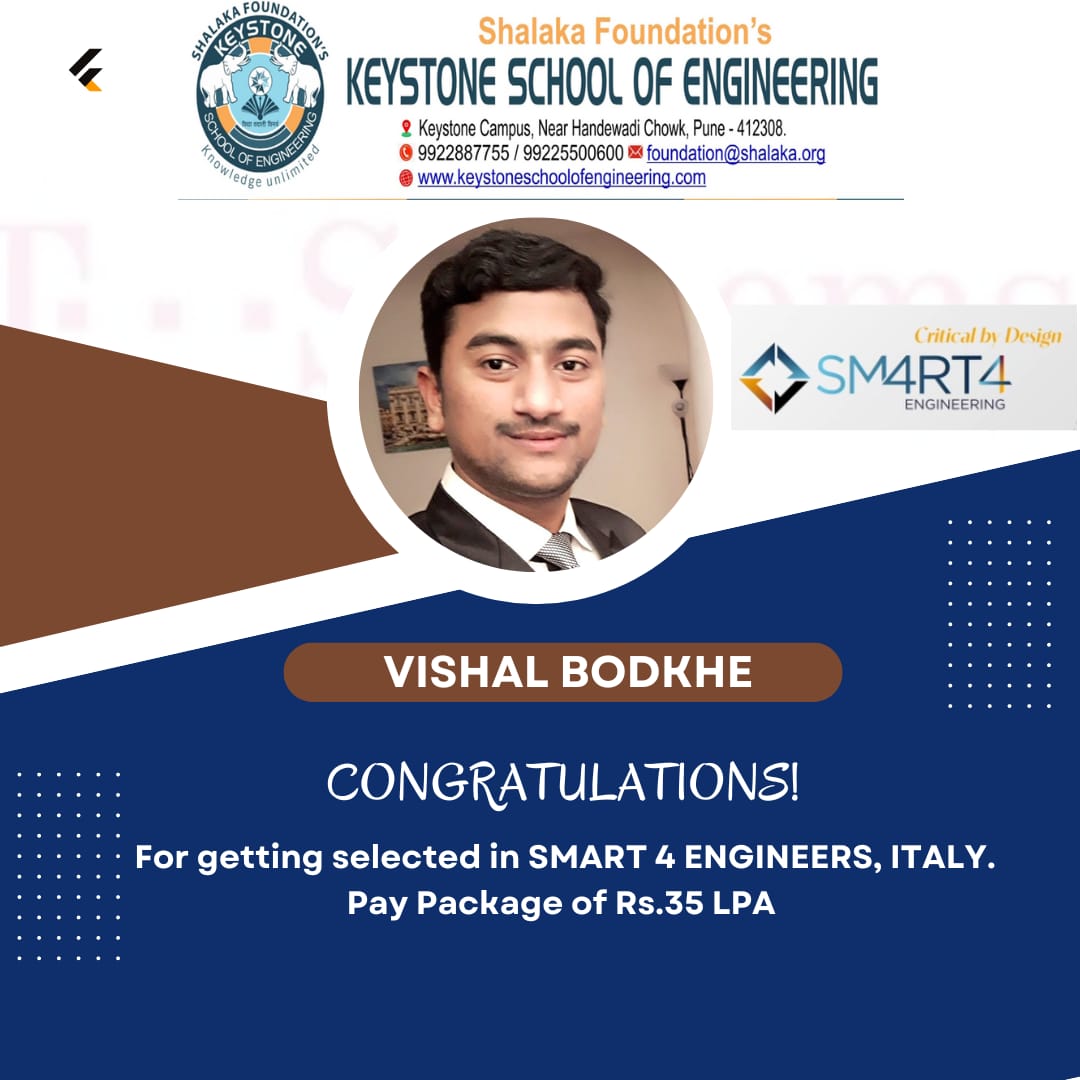 SHALAKA FOUNDATION'S
KEYSTONE
SCHOOL OF ENGINEERING
Knowledge unlimited
Shalaka Foundation's
KEYSTONE SCHOOL OF ENGINEERING
Keystone Campus, Near Handewadi Chowk, Pune - 412308.
9922887755 / 99225500600 foundation@shalaka.org
www.keystoneschoolofengineering.com
Critical by Design
SM4RT4
ENGINEERING
VISHAL BODKHE
CONGRATULATIONS!
For getting selected in SMART 4 ENGINEERS, ITALY.
Pay Package of Rs.35 LPA